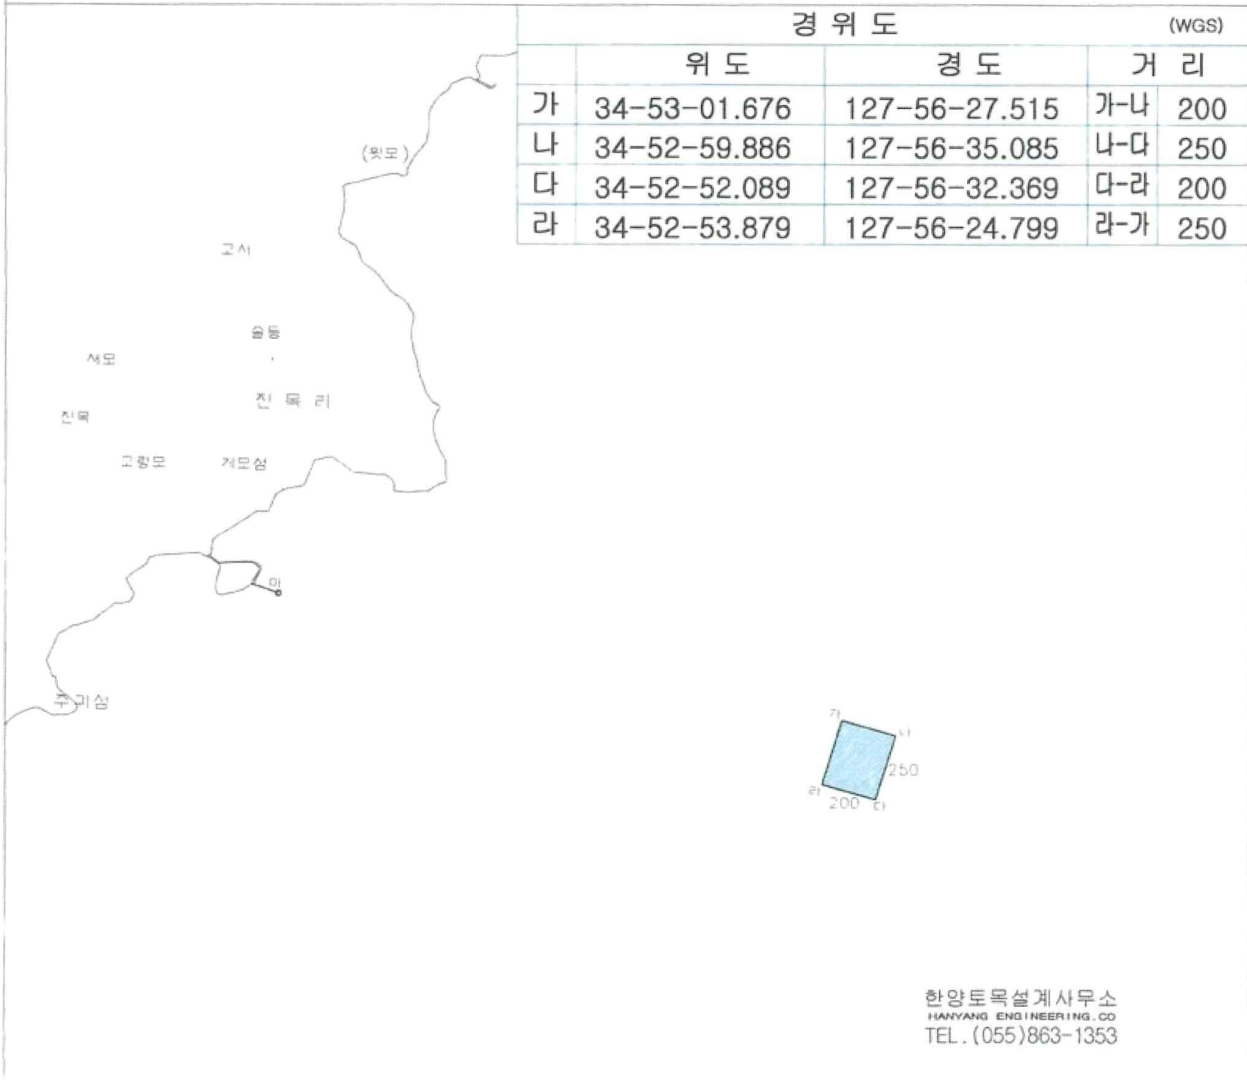 경 위 도 (WGS)
위 도 경 도 거 리
가 34-53-01.676 127-56-27.515 가-나 200
나 34-52-59.886 127-56-35.085 나-다 250
다 34-52-52.089 127-56-32.369 다-라 200
라 34-52-53.879 127-56-24.799 라-가 250
(윗모)
고시
술등
서모
진 목 리
진목
고랑모
개모섬
주괴섬
가
나
250
라
200
다
한양토목설계사무소
HANYANG ENGINEERING.CO
TEL.(055)863-1353